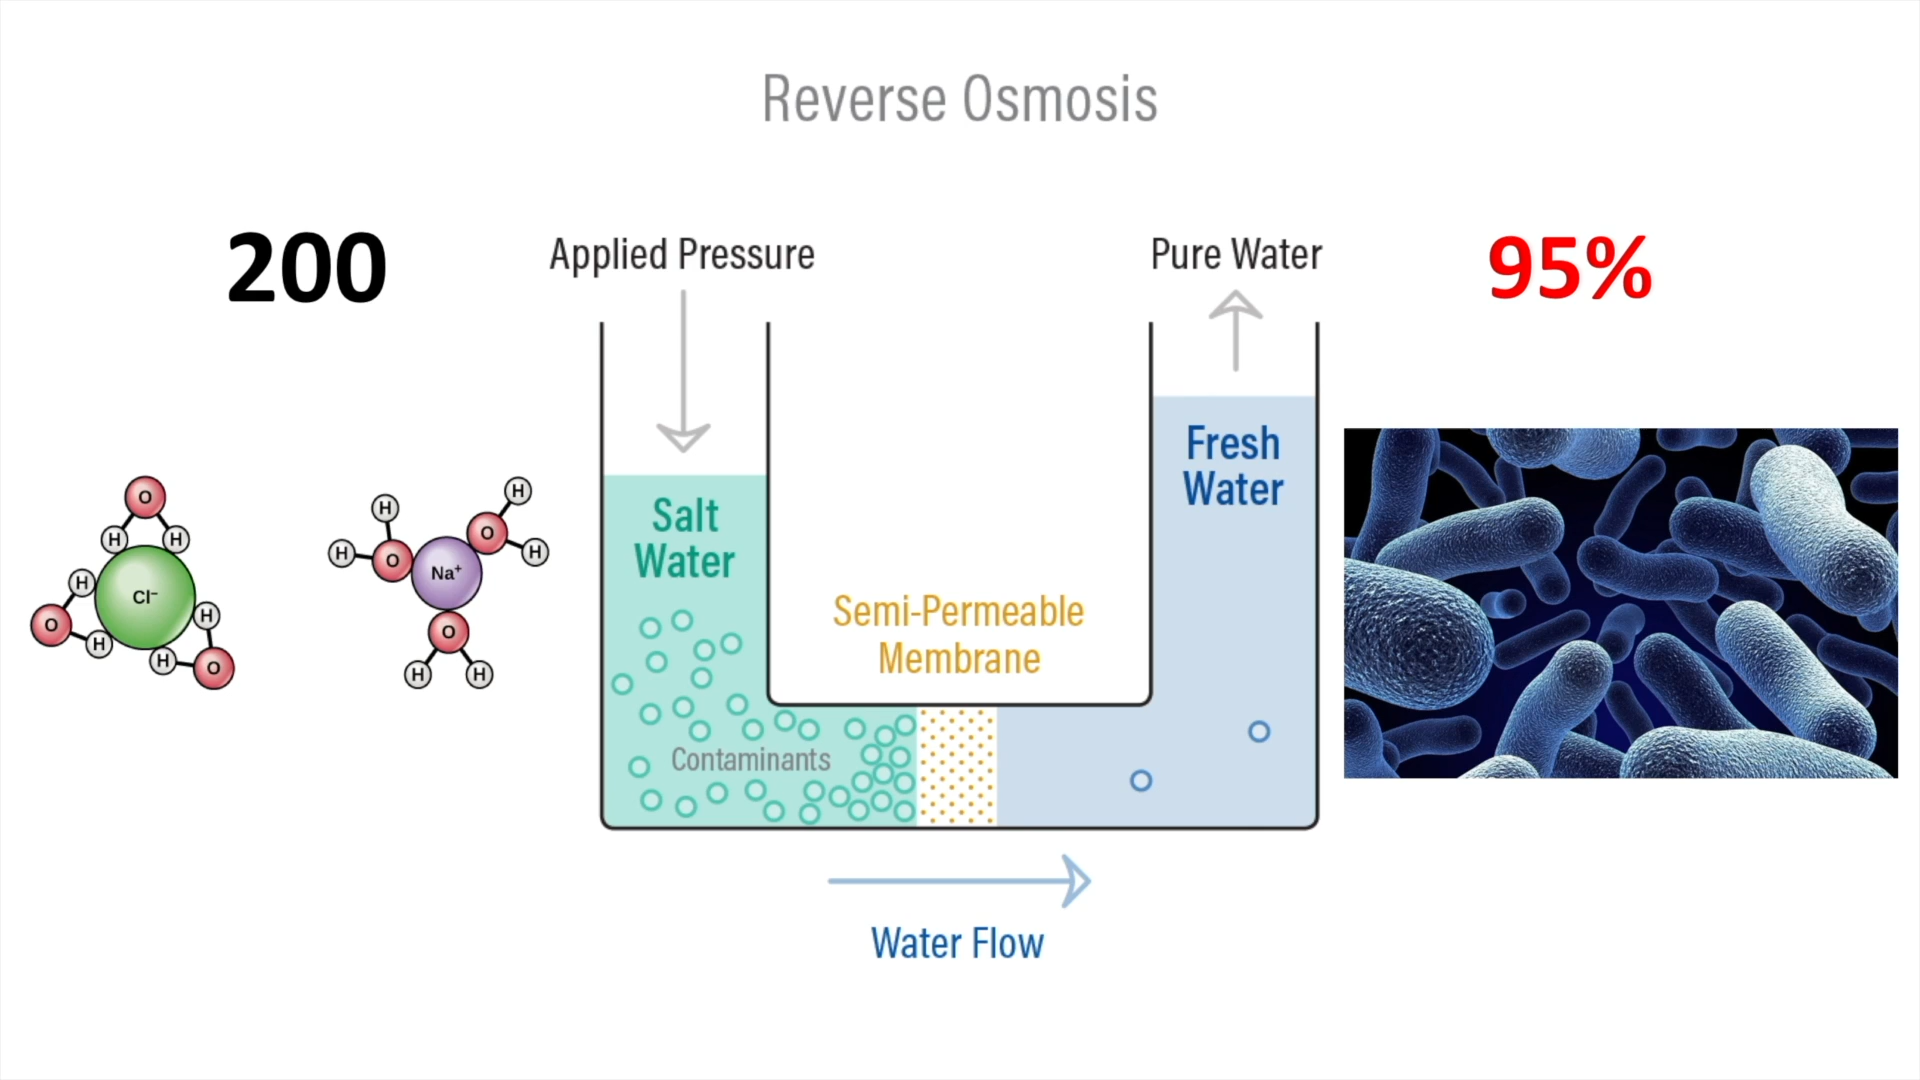 Reverse Osmosis
200
Applied Pressure
Pure Water
95%
Salt
Water
Fresh
Water
Semi-Permeable
Membrane
Contaminants
Water Flow
O
H
H
H
Cl⁻
O
H
H
H
O
H
H
O
H
O
H
Na⁺
O
H
H